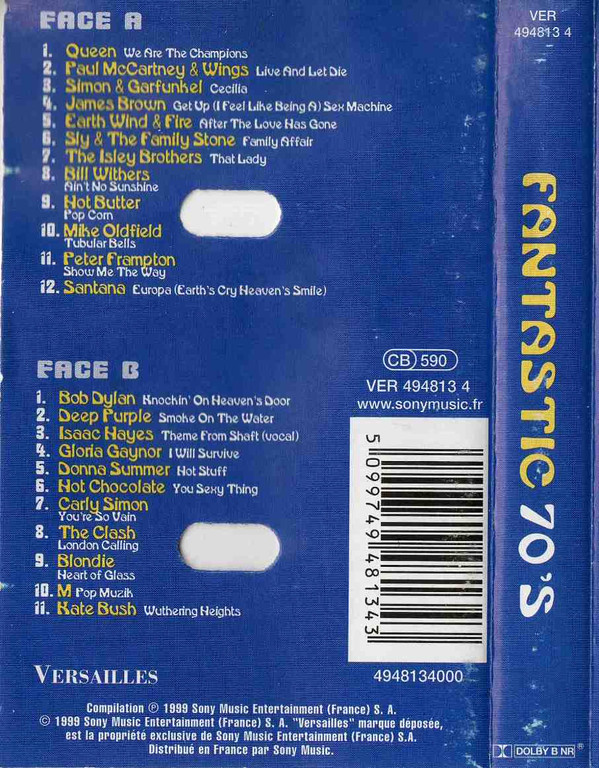 FACE A
1. Queen We Are The Champions
2. Paul McCartney & Wings Live And Let Die
3. Simon & Garfunkel Cecilia
4. James Brown Get Up (I Feel Like Being A) Sex Machine
5. Earth Wind & Fire After The Love Has Gone
6. Sly & The Family Stone Family Affair
7. The Isley Brothers That Lady
8. Bill Withers
Ain't No Sunshine
9. Hot Butter
Pop Corn
10. Mike Oldfield
Tubular Bells
11. Peter Frampton
Show Me The Way
12. Santana Europa (Earth's Cry Heaven's Smile)
FACE B
1. Bob Dylan Knockin' On Heaven's Door
2. Deep Purple Smoke On The Water
3. Isaac Hayes Theme From Shaft (vocal)
4. Gloria Gaynor I Will Survive
5. Donna Summer Hot Stuff
6. Hot Chocolate You Sexy Thing
7. Carly Simon
You're So Vain
8. The Clash
London Calling
9. Blondie
Heart of Glass
10. M Pop Muzik
11. Kate Bush Wuthering Heights
CB 590
VER 494813 4
www.sonymusic.fr
5 099749 481343
4948134000
VERSAILLES
Compilation ℗ 1999 Sony Music Entertainment (France) S. A.
© 1999 Sony Music Entertainment (France) S. A. "Versailles" marque déposée,
est la propriété exclusive de Sony Music Entertainment (France) S.A.
Distribué en France par Sony Music.
VER
494813 4
FANTASTIC 70'S
DOLBY B NR®